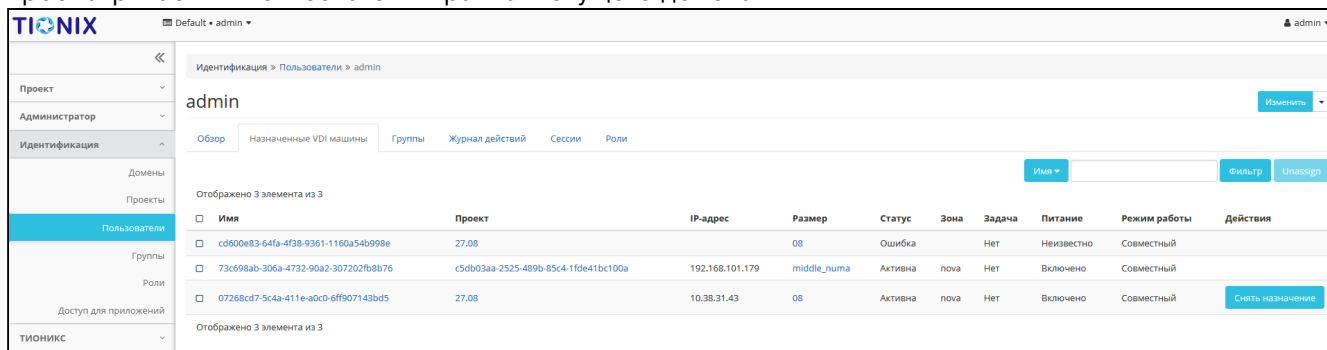 TIONIX
Default • admin
admin
Идентификация » Пользователи » admin
Проект
Администратор
Идентификация
Домены
Проекты
Пользователи
Группы
Роли
Доступ для приложений
ТИОНИКС
admin
Изменить
Обзор Назначенные VDI машины Группы Журнал действий Сессии Роли
Имя Фильтр Unassign
Отображено 3 элемента из 3
Имя Проект IP-адрес Размер Статус Зона Задача Питание Режим работы Действия
cd600e83-64fa-4f38-9361-1160a54b998e 27.08 08 Ошибка Нет Неизвестно Совместный
73c698ab-306a-4732-90a2-307202fb8b76 c5db03aa-2525-489b-85c4-1fde41bc100a 192.168.101.179 middle_numa Активна nova Нет Включено Совместный
07268cd7-5c4a-411e-a0c0-6ff907143bd5 27.08 10.38.31.43 08 Активна nova Нет Включено Совместный Снять назначение
Отображено 3 элемента из 3